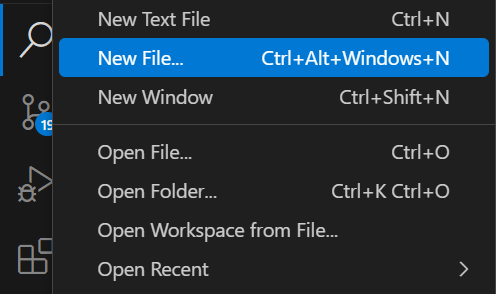 New Text File Ctrl+N
New File... Ctrl+Alt+Windows+N
New Window Ctrl+Shift+N
19
Open File... Ctrl+O
Open Folder... Ctrl+K Ctrl+O
Open Workspace from File...
Open Recent